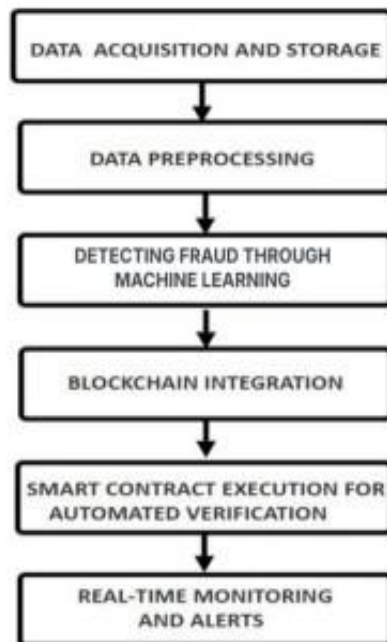 DATA ACQUISITION AND STORAGE
DATA PREPROCESSING
DETECTING FRAUD THROUGH
MACHINE LEARNING
BLOCKCHAIN INTEGRATION
SMART CONTRACT EXECUTION FOR
AUTOMATED VERIFICATION
REAL-TIME MONITORING
AND ALERTS